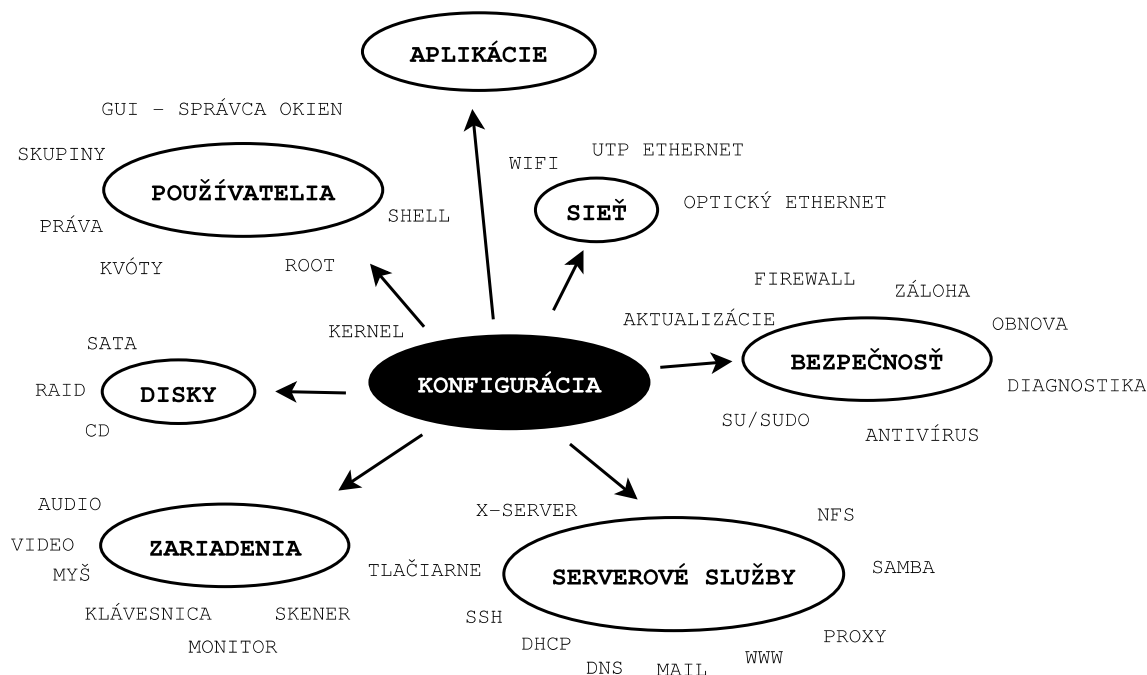 APLIKÁCIE
GUI - SPRÁVCA OKIEN
SKUPINY
POUŽÍVATELIA
PRÁVA
KVÓTY
ROOT
SHELL
WIFI
UTP ETHERNET
SIEŤ
OPTICKÝ ETHERNET
FIREWALL
ZÁLOHA
AKTUALIZÁCIE
OBNOVA
BEZPEČNOSŤ
DIAGNOSTIKA
SU/SUDO
ANTIVÍRUS
KERNEL
KONFIGURÁCIA
SATA
RAID
DISKY
CD
AUDIO
VIDEO
ZARIADENIA
MYŠ
TLAČIARNE
KLÁVESNICA
SKENER
MONITOR
X-SERVER
NFS
SERVEROVÉ SLUŽBY
SAMBA
SSH
DHCP
DNS
MAIL
WWW
PROXY